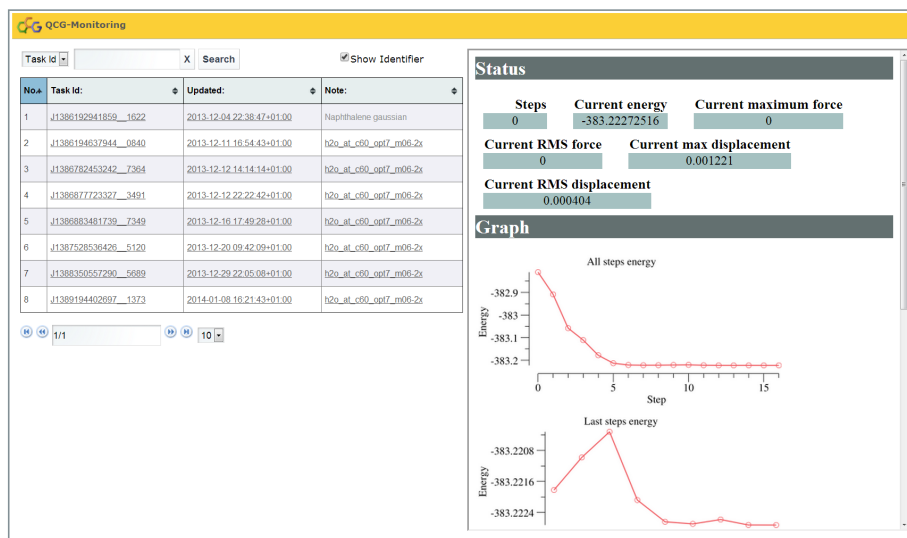 QCG QCG-Monitoring
Task Id X Search Show Identifier
No. Task Id: Updated: Note:
1 J1386192941859__1622 2013-12-04 22:38:47+01:00 Naphthalene gaussian
2 J1386194637944__0840 2013-12-11 16:54:43+01:00 h2o_at_c60_opt7_m06-2x
3 J1386782453242__7364 2013-12-12 14:14:14+01:00 h2o_at_c60_opt7_m06-2x
4 J1386877723327__3491 2013-12-12 22:22:42+01:00 h2o_at_c60_opt7_m06-2x
5 J1386883481739__7349 2013-12-16 17:49:28+01:00 h2o_at_c60_opt7_m06-2x
6 J1387528536426__5120 2013-12-20 09:42:09+01:00 h2o_at_c60_opt7_m06-2x
7 J1388350557290__5689 2013-12-29 22:05:08+01:00 h2o_at_c60_opt7_m06-2x
8 J1389194402697__1373 2014-01-08 16:21:43+01:00 h2o_at_c60_opt7_m06-2x
1/1 10
Status
Steps Current energy Current maximum force
0 -383.22272516 0
Current RMS force Current max displacement
0 0.001221
Current RMS displacement
0.000404
Graph
All steps energy
-382.9
-383
-383.1
-383.2
Energy
0 5 10 15
Step
Last steps energy
-383.2208
-383.2216
-383.2224
Energy